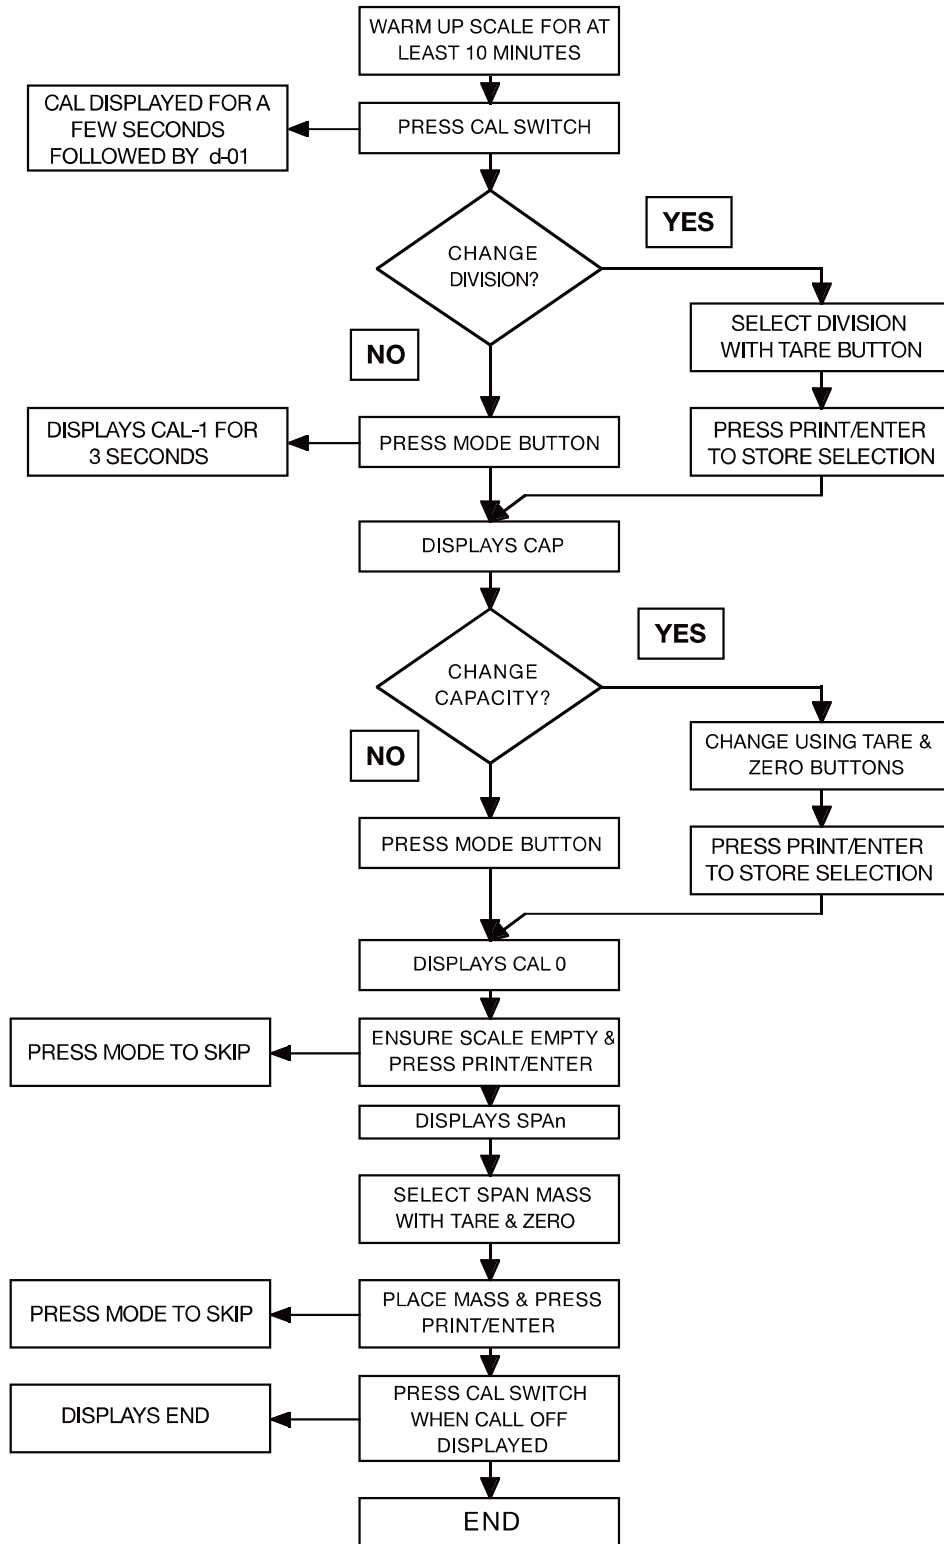 WARM UP SCALE FOR AT
LEAST 10 MINUTES
CAL DISPLAYED FOR A
FEW SECONDS
FOLLOWED BY d-01
PRESS CAL SWITCH
YES
CHANGE
DIVISION?
SELECT DIVISION
WITH TARE BUTTON
NO
DISPLAYS CAL-1 FOR
3 SECONDS
PRESS MODE BUTTON
PRESS PRINT/ENTER
TO STORE SELECTION
DISPLAYS CAP
YES
CHANGE
CAPACITY?
NO
CHANGE USING TARE &
ZERO BUTTONS
PRESS MODE BUTTON
PRESS PRINT/ENTER
TO STORE SELECTION
DISPLAYS CAL 0
PRESS MODE TO SKIP
ENSURE SCALE EMPTY &
PRESS PRINT/ENTER
DISPLAYS SPAn
SELECT SPAN MASS
WITH TARE & ZERO
PRESS MODE TO SKIP
PLACE MASS & PRESS
PRINT/ENTER
DISPLAYS END
PRESS CAL SWITCH
WHEN CALL OFF
DISPLAYED
END